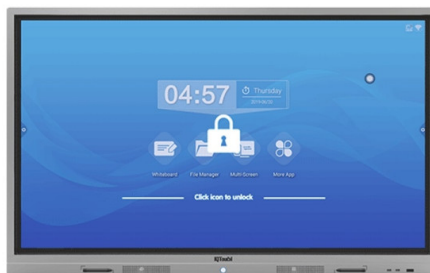 04:57
Thursday
Whiteboard File Manager Multi-Screen More App
Click icon to unlock